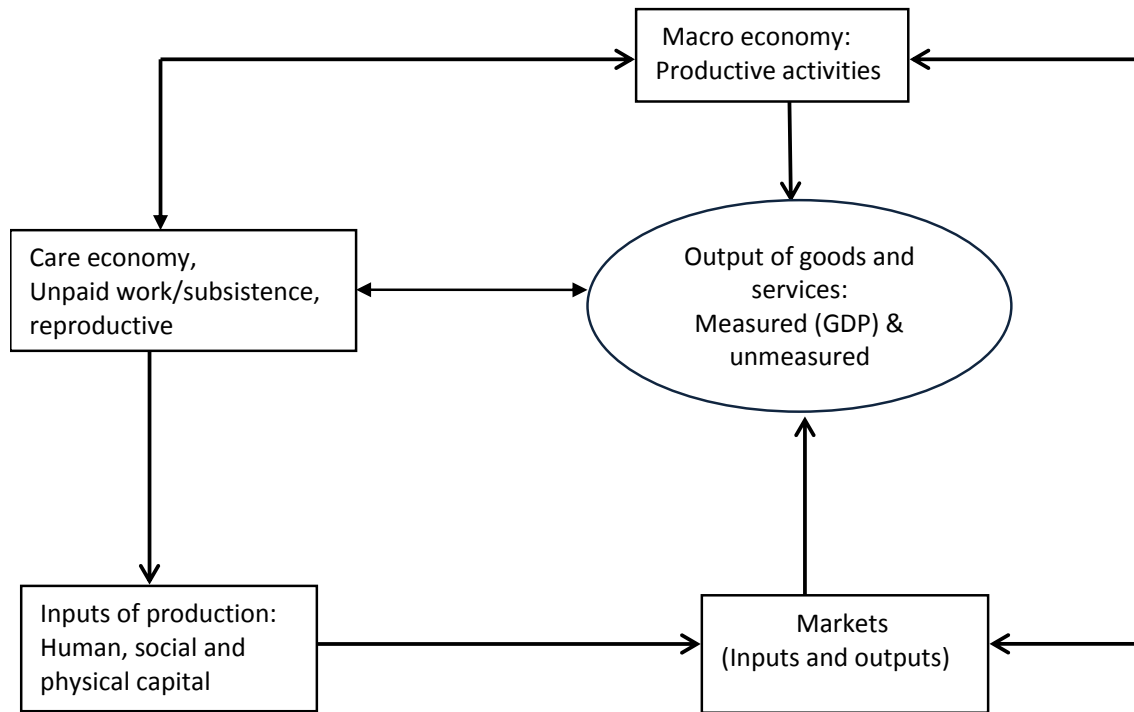 Macro economy:
Productive activities
Care economy,
Unpaid work/subsistence,
reproductive
Output of goods and
services:
Measured (GDP) &
unmeasured
Inputs of production:
Human, social and
physical capital
Markets
(Inputs and outputs)